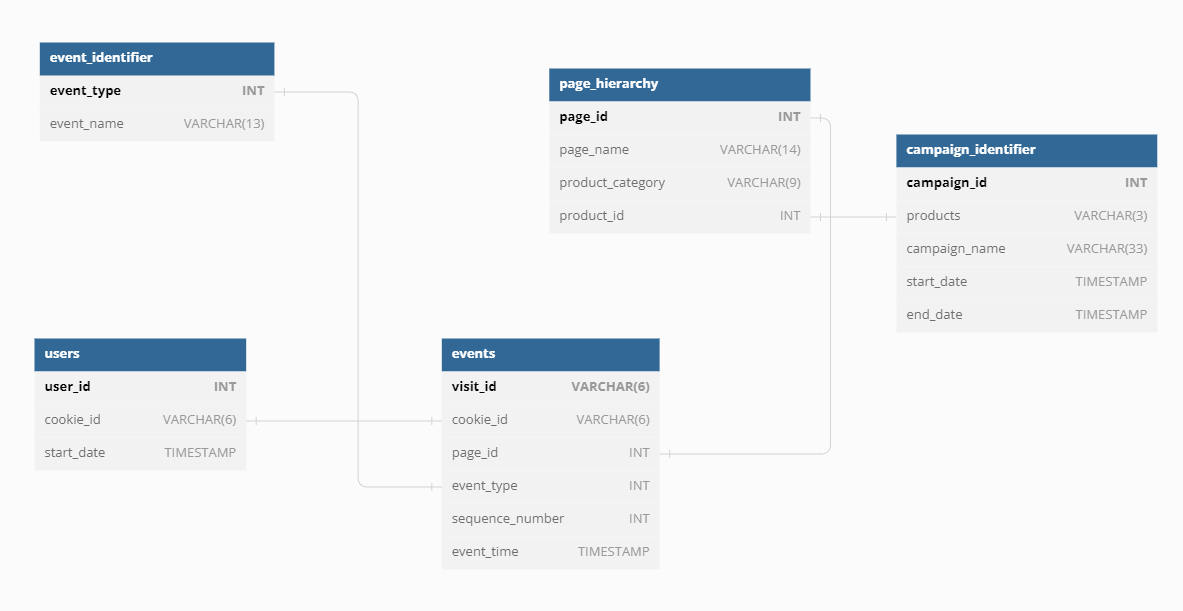 event_identifier
event_type INT
event_name VARCHAR(13)
page_hierarchy
page_id INT
page_name VARCHAR(14)
product_category VARCHAR(9)
product_id INT
campaign_identifier
campaign_id INT
products VARCHAR(3)
campaign_name VARCHAR(33)
start_date TIMESTAMP
end_date TIMESTAMP
users
user_id INT
cookie_id VARCHAR(6)
start_date TIMESTAMP
events
visit_id VARCHAR(6)
cookie_id VARCHAR(6)
page_id INT
event_type INT
sequence_number INT
event_time TIMESTAMP